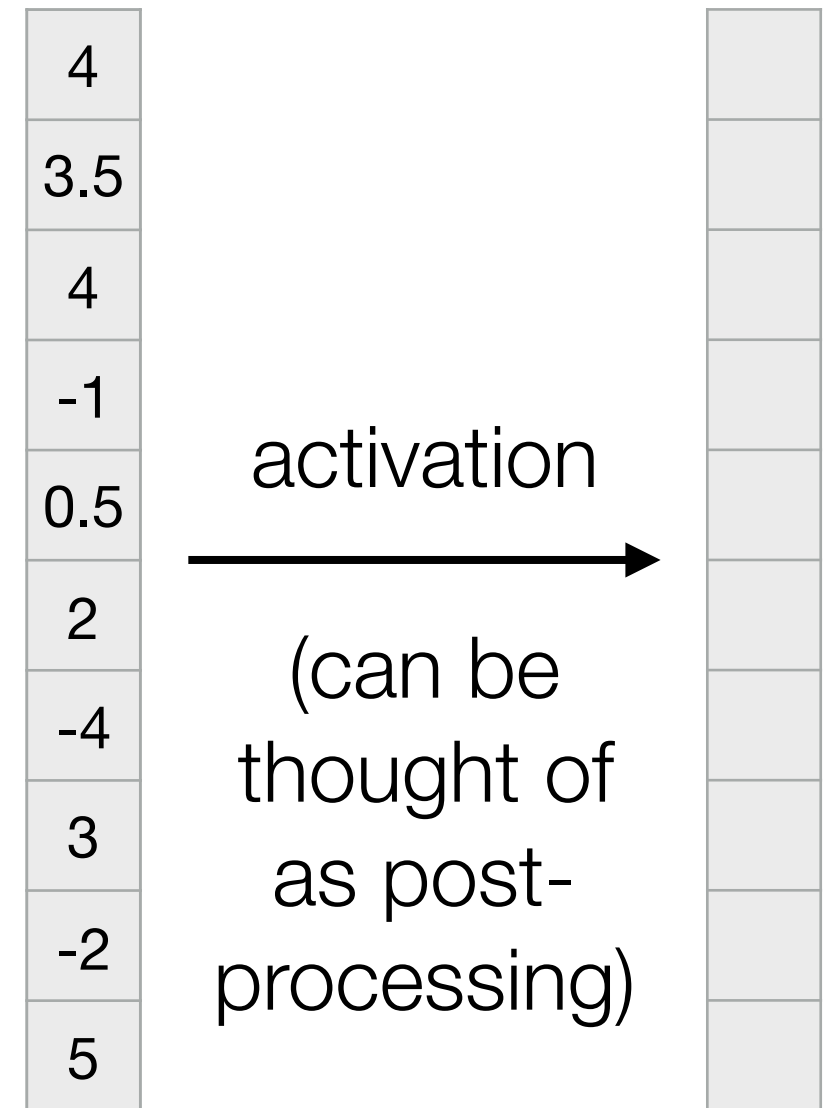 4
3.5
4
-1
0.5
2
-4
3
-2
5
activation
(can be
thought of
as post-
processing)